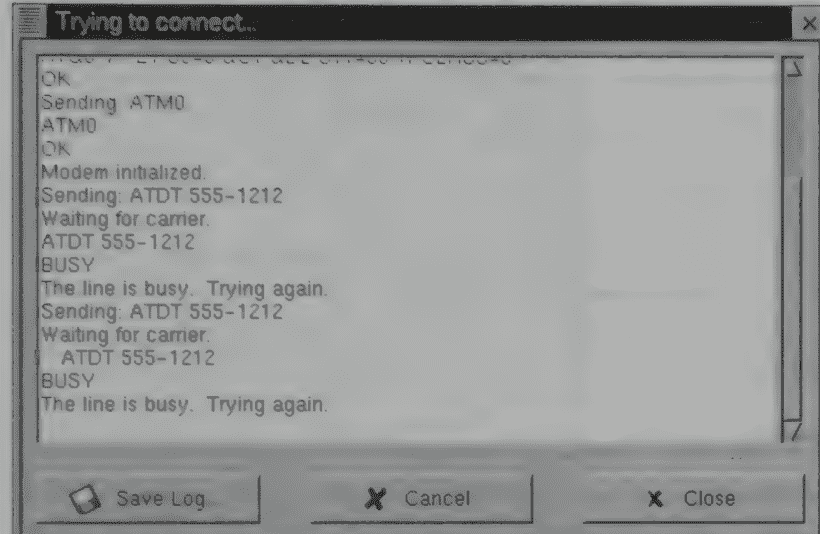 Trying to connect...
OK
Sending ATM0
ATM0
OK
Modem initialized.
Sending: ATDT 555-1212
Waiting for carrier.
ATDT 555-1212
BUSY
The line is busy. Trying again.
Sending: ATDT 555-1212
Waiting for carrier.
ATDT 555-1212
BUSY
The line is busy. Trying again.
Save Log
Cancel
Close